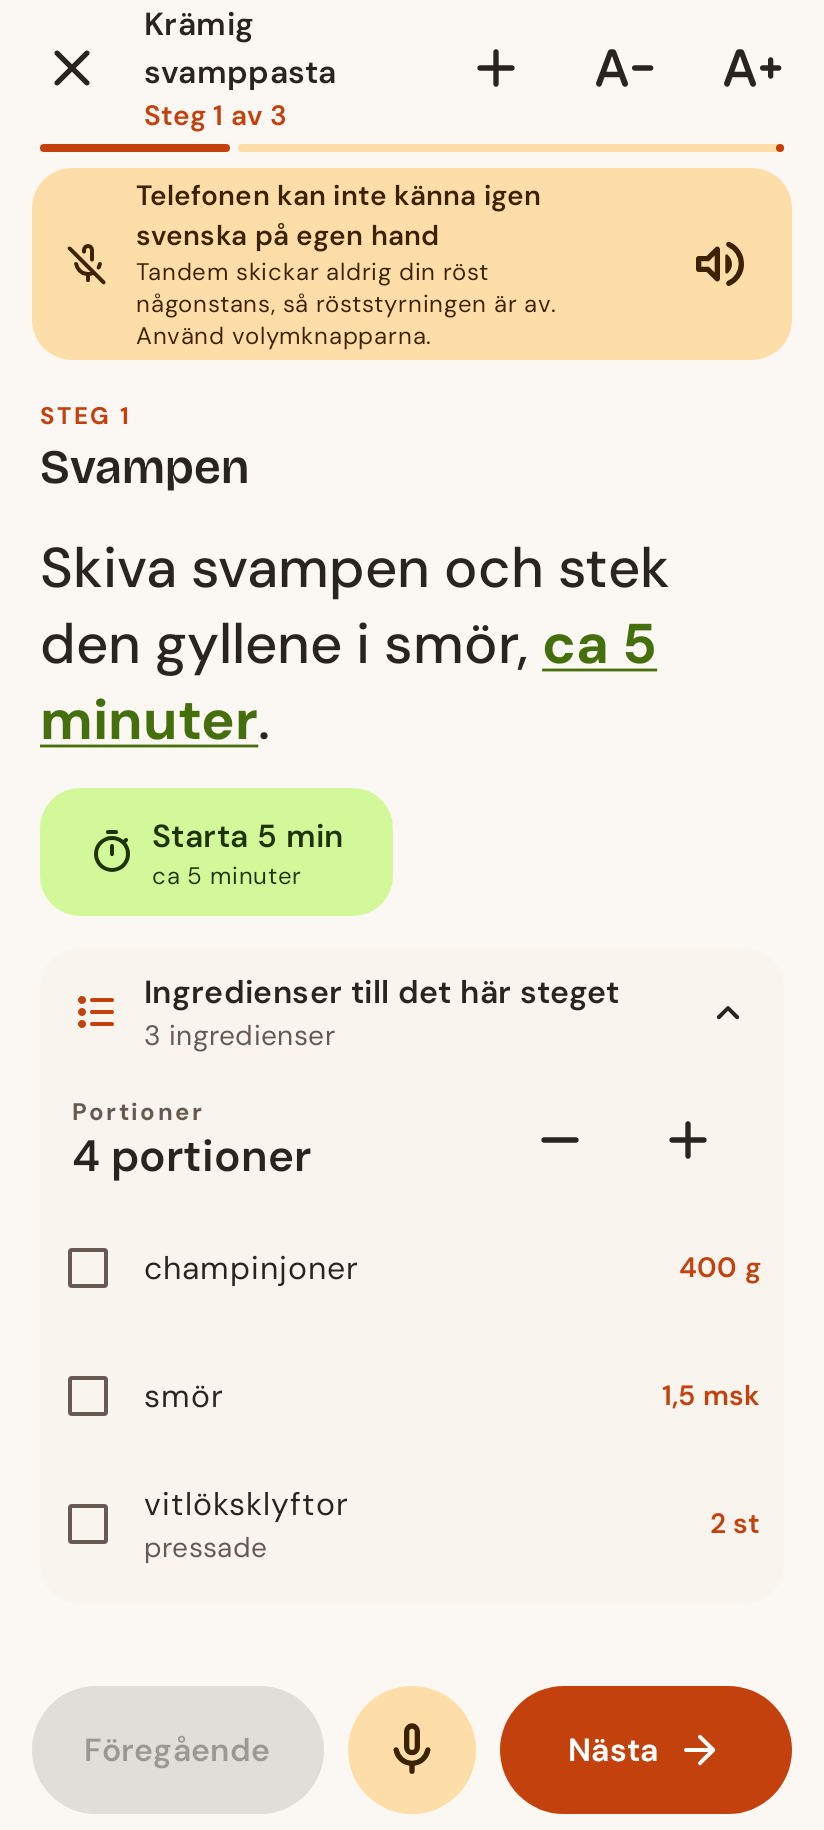 Krämig
svamppasta
Steg 1 av 3
A−
A+
Telefonen kan inte känna igen
svenska på egen hand
Tandem skickar aldrig din röst
någonstans, så röststyrningen är av.
Använd volymknapparna.
STEG 1
Svampen
Skiva svampen och stek
den gyllene i smör, ca 5
minuter.
Starta 5 min
ca 5 minuter
Ingredienser till det här steget
3 ingredienser
Portioner
4 portioner
champinjoner 400 g
smör 1,5 msk
vitlöksklyftor
pressade
2 st
Föregående
Nästa